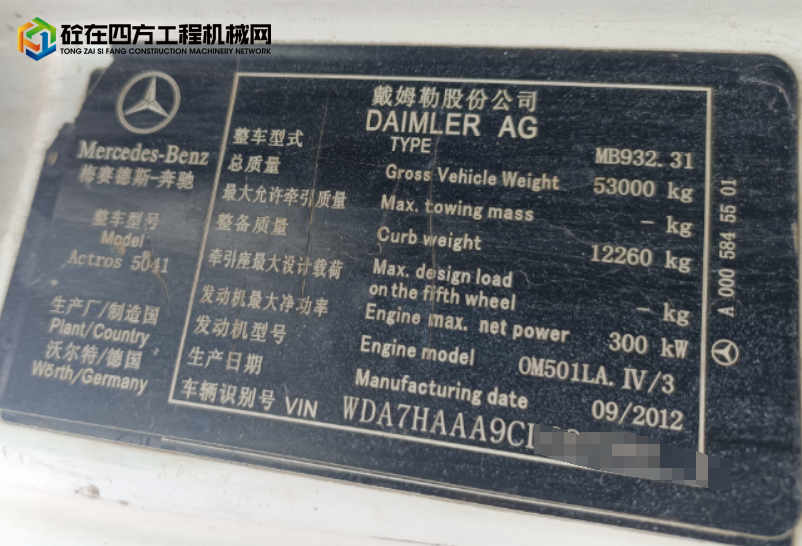 砼在四方工程机械网
TONG ZAI SI FANG CONSTRUCTION MACHINERY NETWORK
Mercedes-Benz
梅赛德斯-奔驰
整车型号
Model
Actros 5041
生产厂/制造国
Plant/Country
沃尔特/德国
Wörth/Germany
戴姆勒股份公司
DAIMLER AG
整车型式 TYPE MB932.31
总质量 Gross Vehicle Weight 53000 kg
最大允许牵引质量 Max. towing mass - kg
整备质量 Curb weight 12260 kg
牵引座最大设计载荷 Max. design load
on the fifth wheel - kg
发动机最大净功率 Engine max. net power 300 kW
发动机型号 Engine model OM501LA.IV/3
生产日期 Manufacturing date 09/2012
车辆识别号 VIN WDA7HAAA9C
A 000 584 55 01